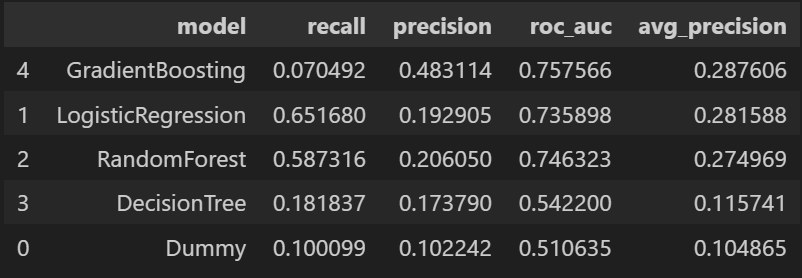 model recall precision roc_auc avg_precision
4 GradientBoosting 0.070492 0.483114 0.757566 0.287606
1 LogisticRegression 0.651680 0.192905 0.735898 0.281588
2 RandomForest 0.587316 0.206050 0.746323 0.274969
3 DecisionTree 0.181837 0.173790 0.542200 0.115741
0 Dummy 0.100099 0.102242 0.510635 0.104865